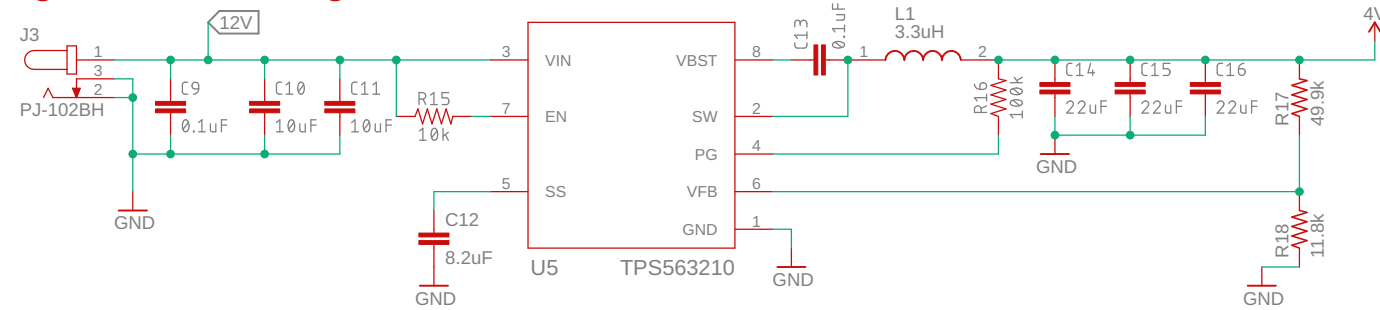 J3
1
3
2
PJ-102BH
12V
C9
0.1uF
C10
10uF
C11
10uF
GND
R15
10k
3 VIN
7 EN
5 SS
C12
8.2uF
GND
VBST 8
SW 2
PG 4
VFB 6
GND 1
U5 TPS563210
GND
C13
0.1uF
L1
3.3uH
1 2
R16
100k
C14
22uF
C15
22uF
C16
22uF
GND
R17
49.9k
R18
11.8k
GND